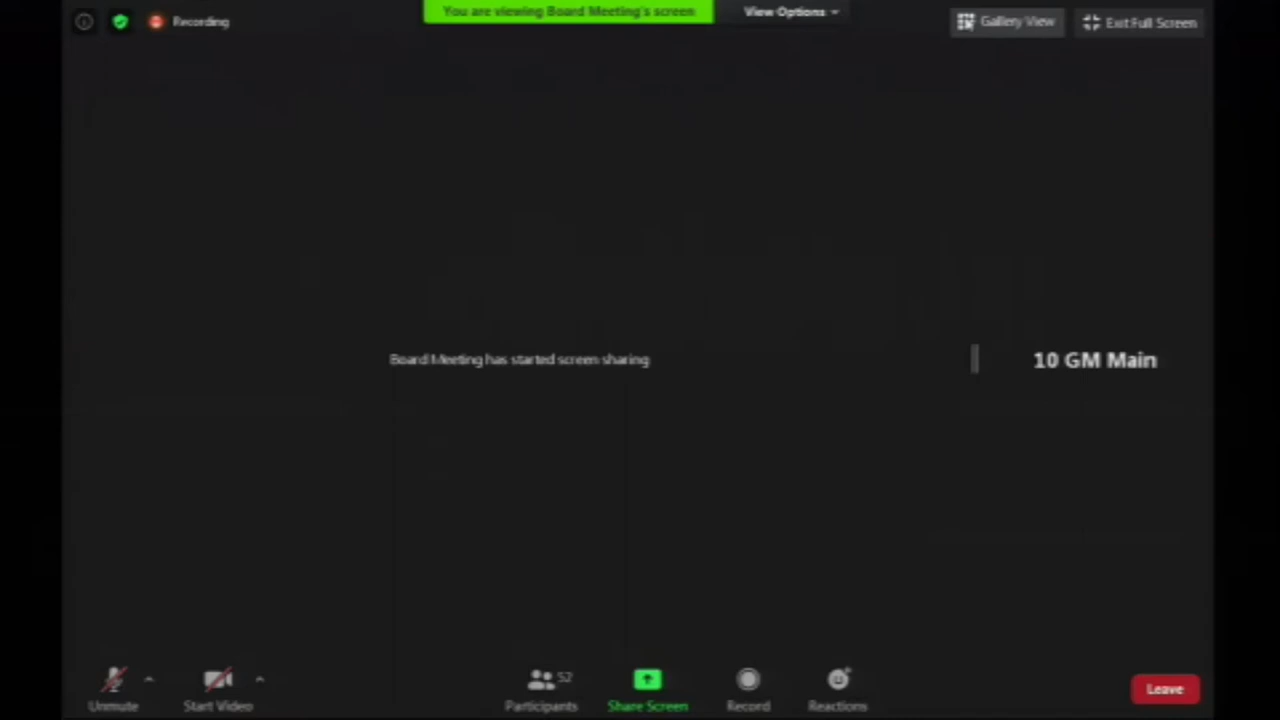 Recording
You are viewing Board Meeting's screen
View Options
Gallery View
Exit Full Screen
Board Meeting has started screen sharing
10 GM Main
Unmute
Start Video
52
Participants
Share Screen
Record
Reactions
Leave